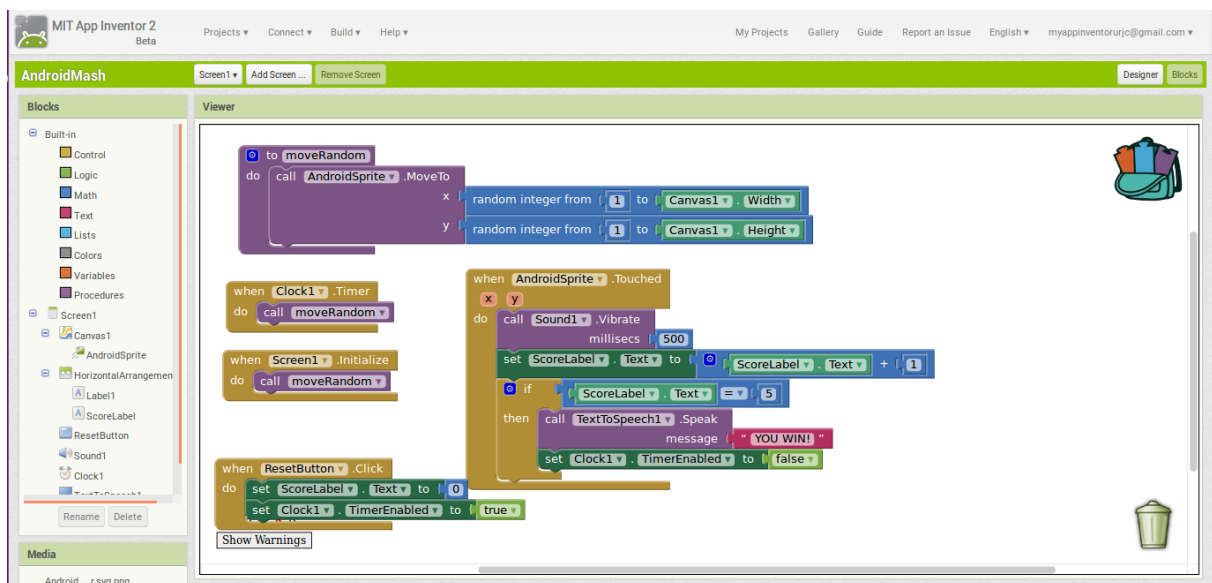 MIT App Inventor 2
Beta
Projects Connect Build Help
My Projects Gallery Guide Report an Issue English myappinventorurjc@gmail.com
AndroidMash
Screen1 Add Screen ... Remove Screen
Designer Blocks
Blocks
Viewer
Built-in
Control
Logic
Math
Text
Lists
Colors
Variables
Procedures
Screen1
Canvas1
AndroidSprite
HorizontalArrangemen
Label1
ScoreLabel
ResetButton
Sound1
Clock1
Rename Delete
Media
to moveRandom
do call AndroidSprite .MoveTo
x random integer from 1 to Canvas1 . Width
y random integer from 1 to Canvas1 . Height
when Clock1 .Timer
do call moveRandom
when Screen1 .Initialize
do call moveRandom
when ResetButton .Click
do set ScoreLabel . Text to 0
set Clock1 . TimerEnabled to true
Show Warnings
when AndroidSprite .Touched
x y
do call Sound1 .Vibrate
millisecs 500
set ScoreLabel . Text to ScoreLabel . Text + 1
if ScoreLabel . Text = 5
then call TextToSpeech1 .Speak
message " YOU WIN! "
set Clock1 . TimerEnabled to false